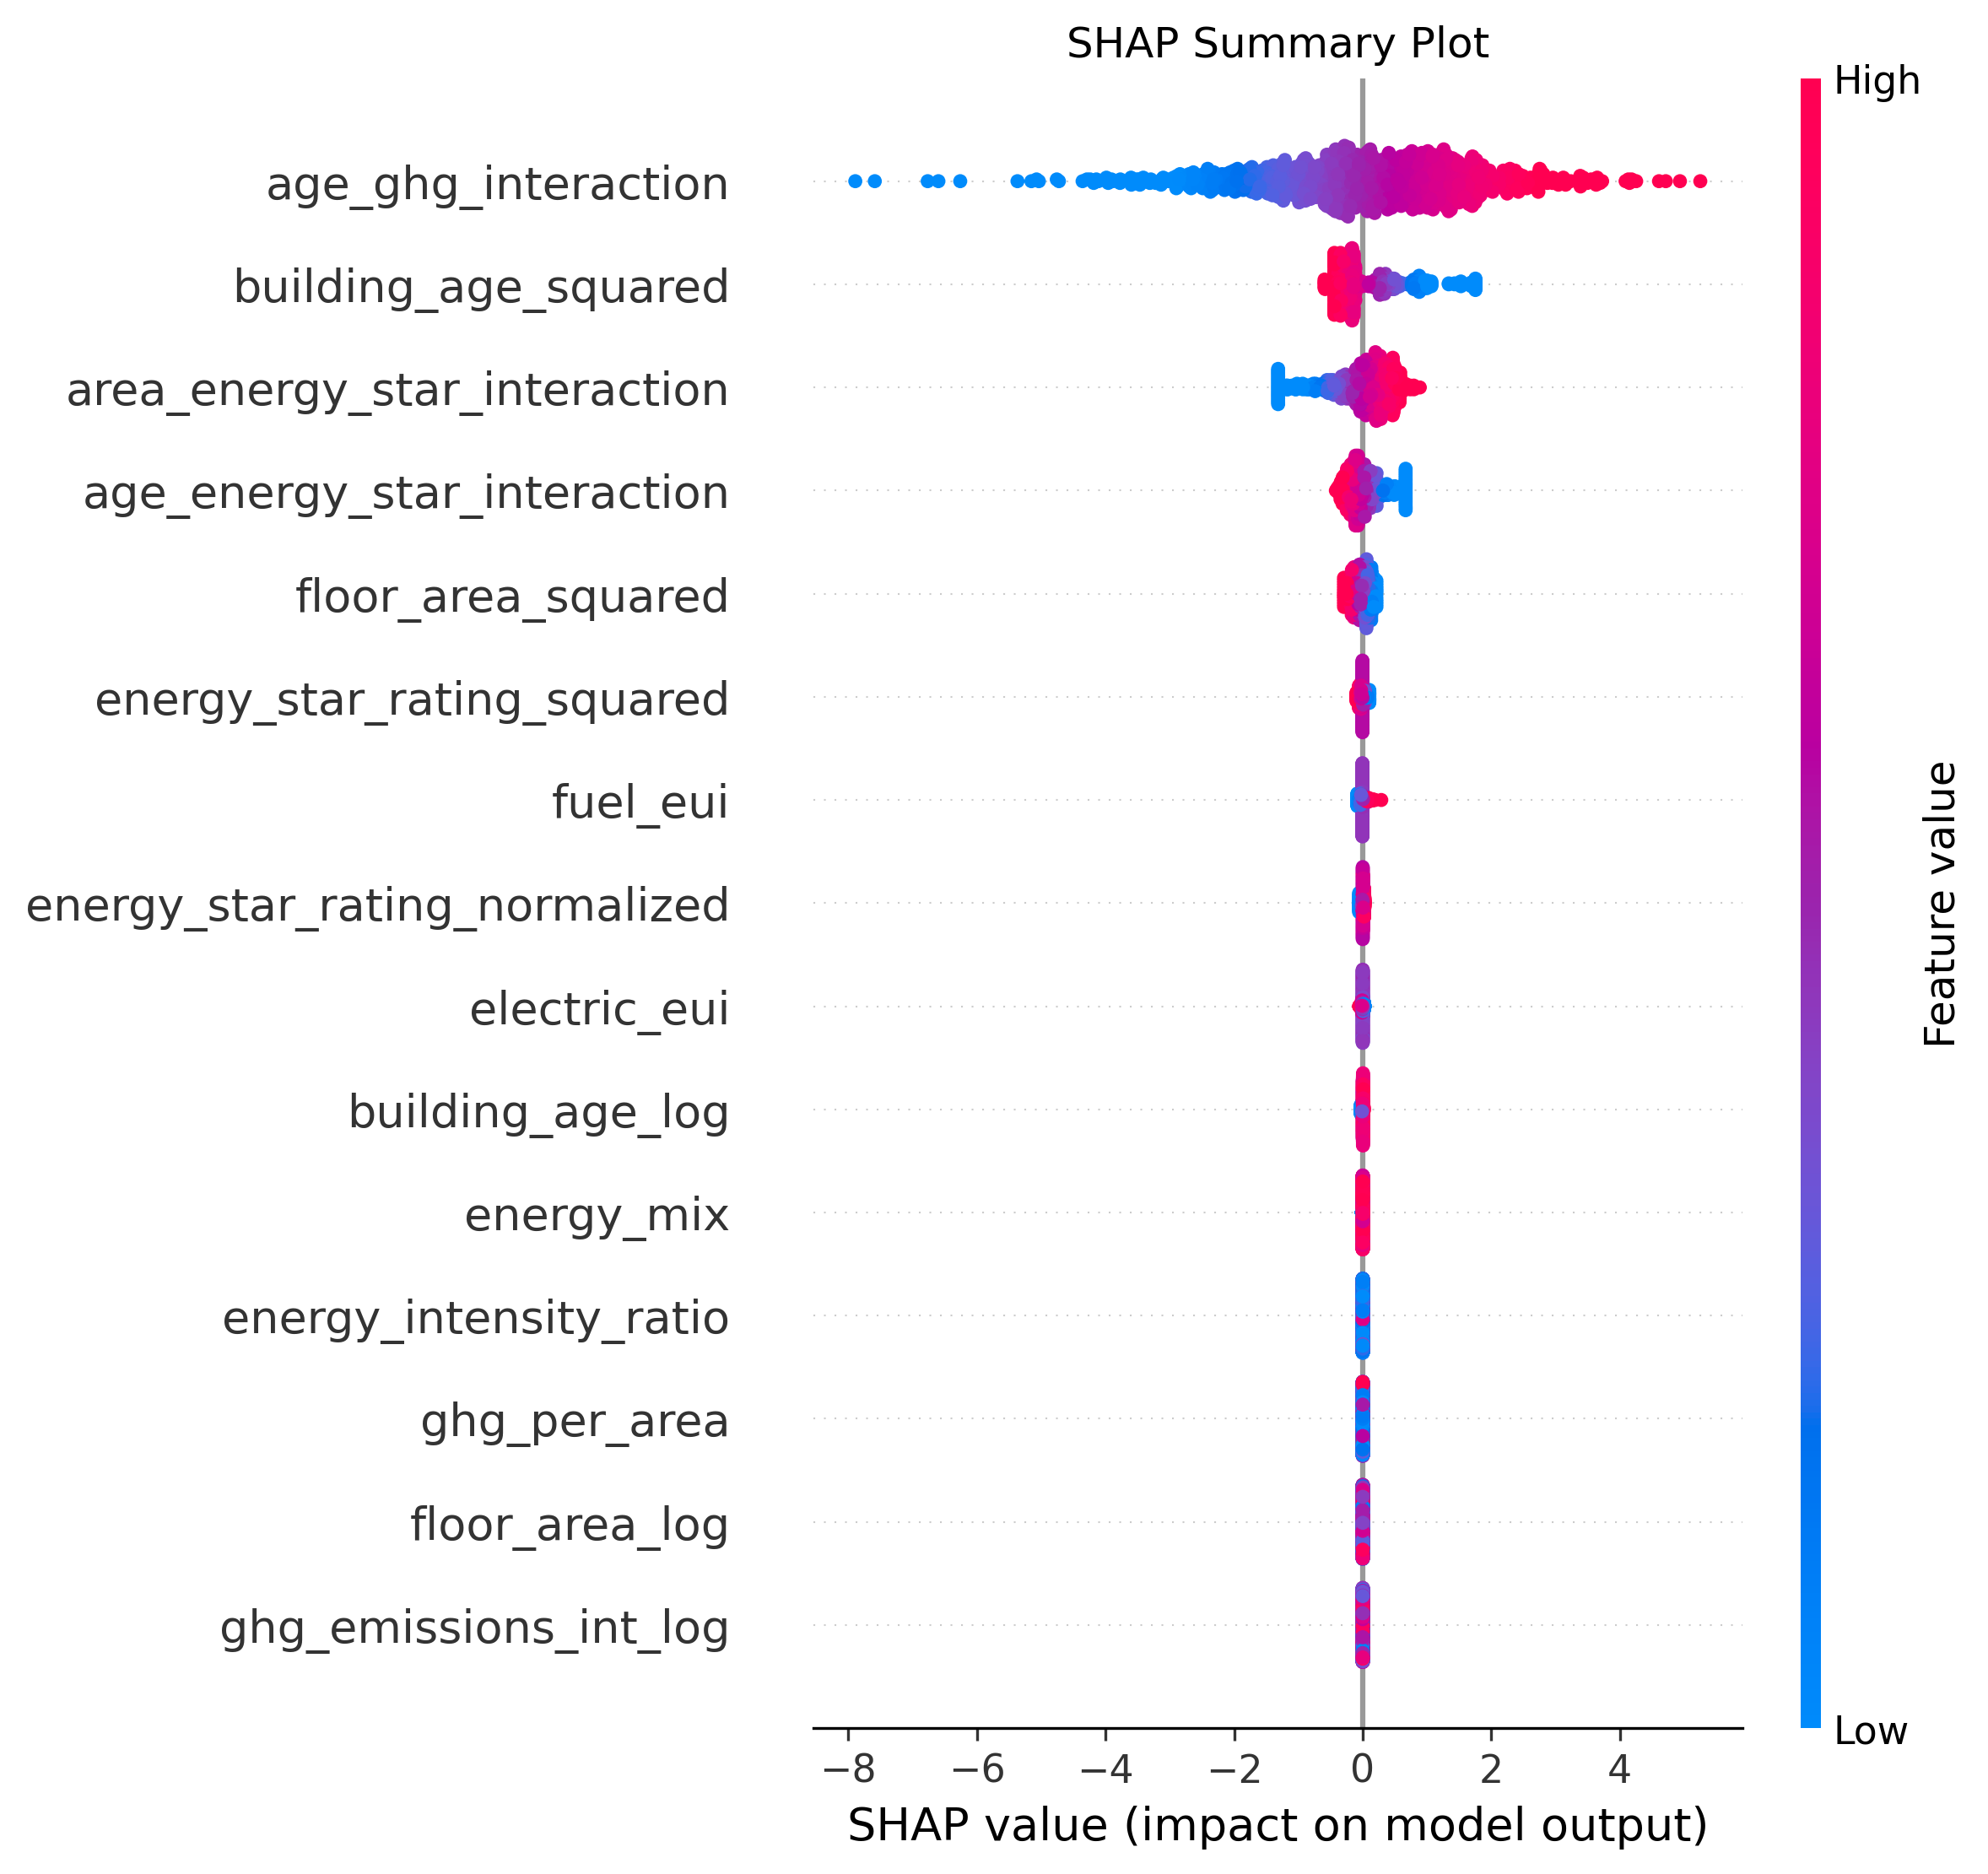 SHAP Summary Plot
High
age_ghg_interaction
building_age_squared
area_energy_star_interaction
age_energy_star_interaction
floor_area_squared
energy_star_rating_squared
fuel_eui
energy_star_rating_normalized
electric_eui
building_age_log
energy_mix
energy_intensity_ratio
ghg_per_area
floor_area_log
ghg_emissions_int_log
Feature value
Low
−8 −6 −4 −2 0 2 4
SHAP value (impact on model output)